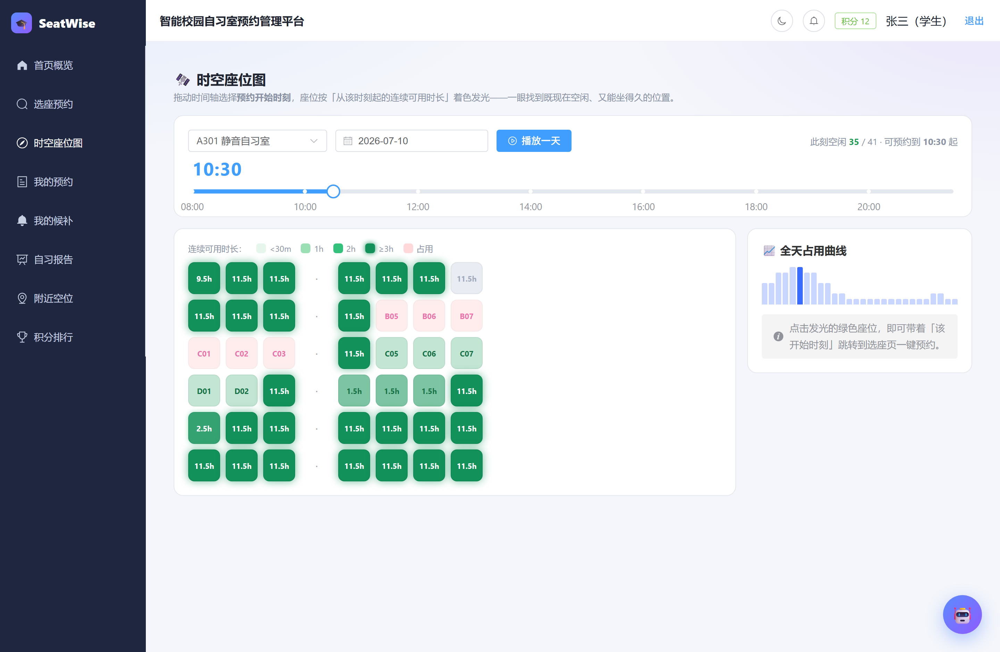 SeatWise
智能校园自习室预约管理平台
积分 12
张三（学生）
退出
首页概览
选座预约
时空座位图
我的预约
我的候补
自习报告
附近空位
积分排行
时空座位图
拖动时间轴选择预约开始时刻，座位按「从该时刻起的连续可用时长」着色发光——一眼找到既现在空闲、又能坐得久的位置。
A301 静音自习室
2026-07-10
播放一天
此刻空闲 35 / 41 · 可预约到 10:30 起
10:30
08:00 10:00 12:00 14:00 16:00 18:00 20:00
连续可用时长： <30m 1h 2h ≥3h 占用
9.5h 11.5h 11.5h · 11.5h 11.5h 11.5h 11.5h
11.5h 11.5h 11.5h · 11.5h B05 B06 B07
C01 C02 C03 · 11.5h C05 C06 C07
D01 D02 11.5h · 1.5h 1.5h 1.5h 11.5h
2.5h 11.5h 11.5h · 11.5h 11.5h 11.5h 11.5h
11.5h 11.5h 11.5h · 11.5h 11.5h 11.5h 11.5h
全天占用曲线
点击发光的绿色座位，即可带着「该
开始时刻」跳转到选座页一键预约。